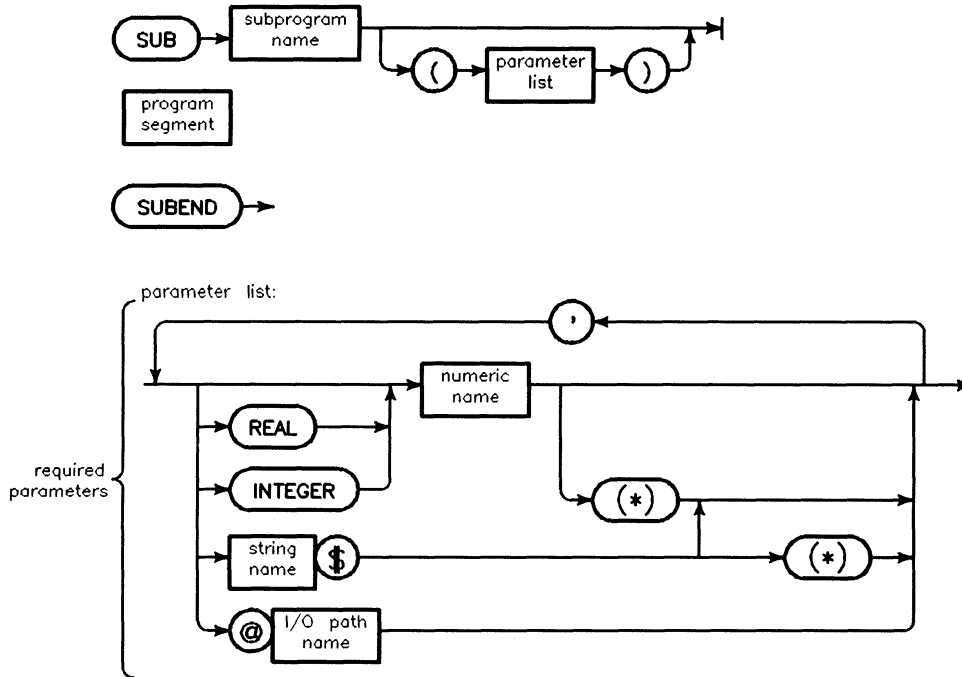 SUB
subprogram
name
(
parameter
list
)
program
segment
SUBEND
parameter list:
,
numeric
name
REAL
INTEGER
required
parameters
(*)
string
name
$
(*)
@
I/O path
name